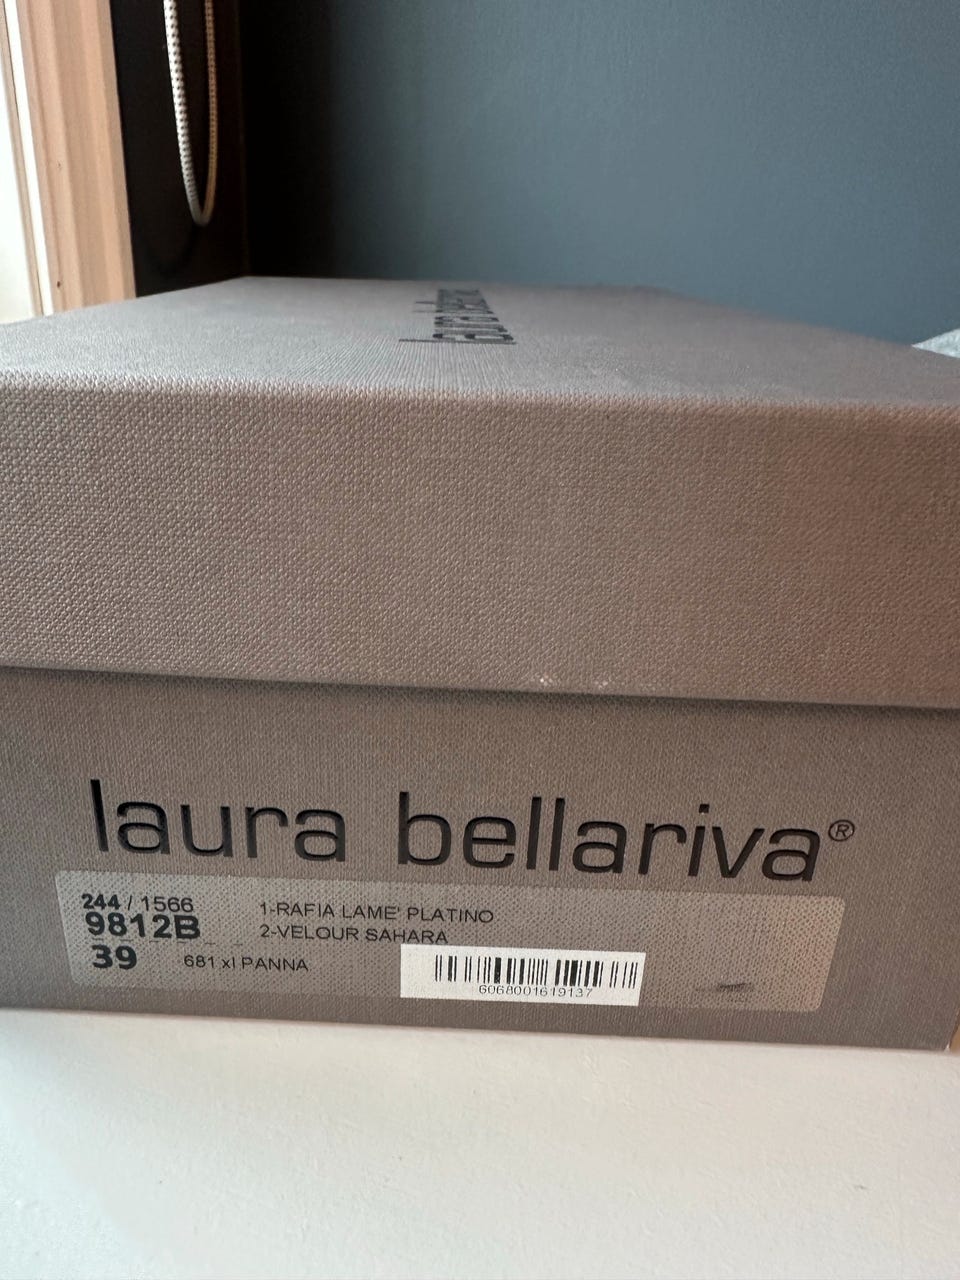 laura bellariva
laura bellariva®
244 / 1566
9812B
39
681 xl PANNA
1-RAFIA LAME' PLATINO
2-VELOUR SAHARA
6068001619137